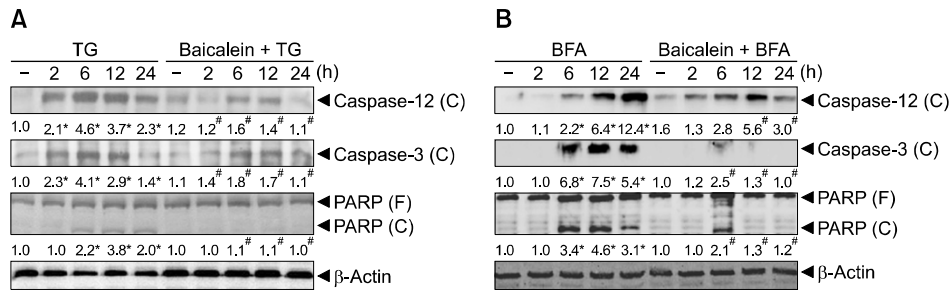 A
TG Baicalein + TG
– 2 6 12 24 – 2 6 12 24 (h)
Caspase-12 (C)
1.0 2.1* 4.6* 3.7* 2.3* 1.2 1.2# 1.6# 1.4# 1.1#
Caspase-3 (C)
1.0 2.3* 4.1* 2.9* 1.4* 1.1 1.4# 1.8# 1.7# 1.1#
PARP (F)
PARP (C)
1.0 1.0 2.2* 3.8* 2.0* 1.0 1.0 1.1# 1.1# 1.0#
β-Actin
B
BFA Baicalein + BFA
– 2 6 12 24 – 2 6 12 24 (h)
Caspase-12 (C)
1.0 1.1 2.2* 6.4* 12.4* 1.6 1.3 2.8 5.6# 3.0#
Caspase-3 (C)
1.0 1.0 6.8* 7.5* 5.4* 1.0 1.2 2.5# 1.3# 1.0#
PARP (F)
PARP (C)
1.0 1.0 3.4* 4.6* 3.1* 1.0 1.0 2.1# 1.3# 1.2#
β-Actin